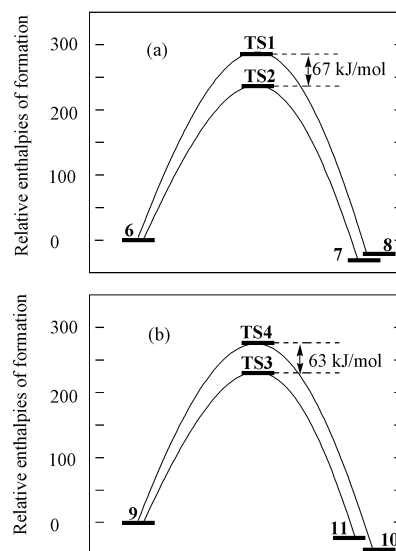 Relative enthalpies of formation
300
200
100
0
(a)
TS1
67 kJ/mol
TS2
6
8
7
Relative enthalpies of formation
300
200
100
0
(b)
TS4
63 kJ/mol
TS3
9
11
10